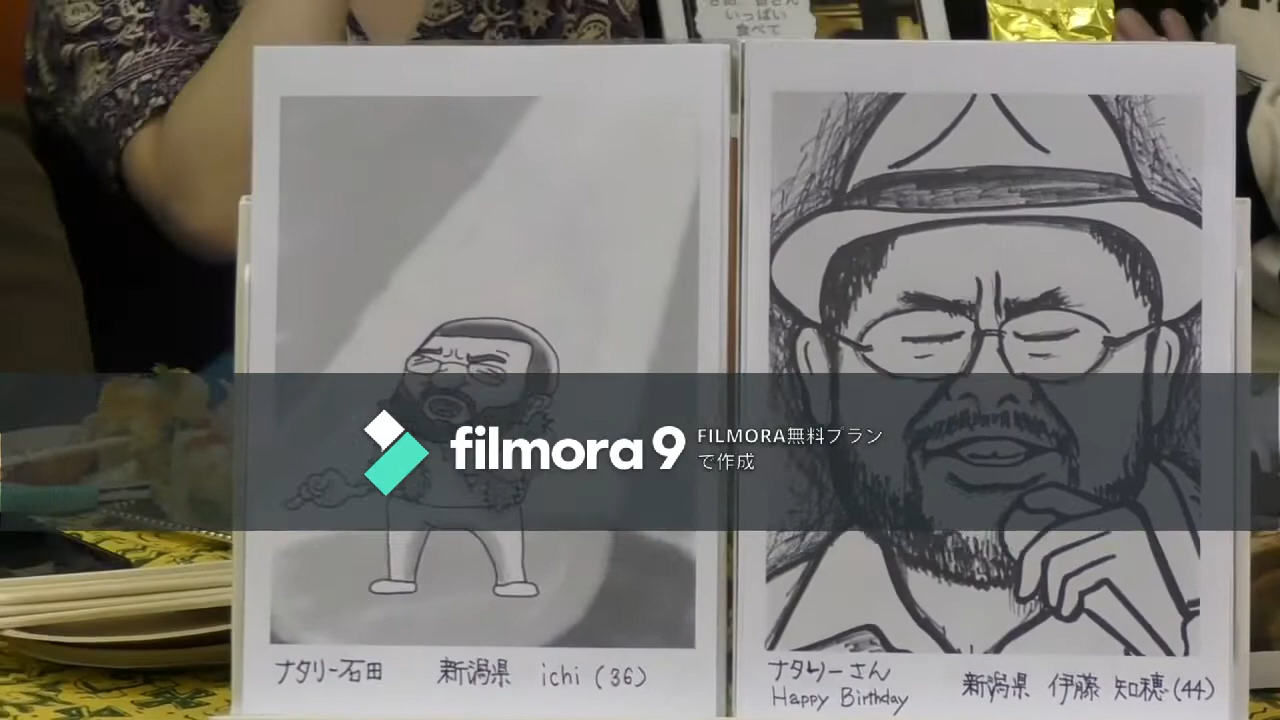 いっぱい
食べて
filmora9
FILMORA無料プラン
で作成
ナタリー石田 新潟県 ichi (36)
ナタリーさん
Happy Birthday
新潟県 伊藤 知穂 (44)